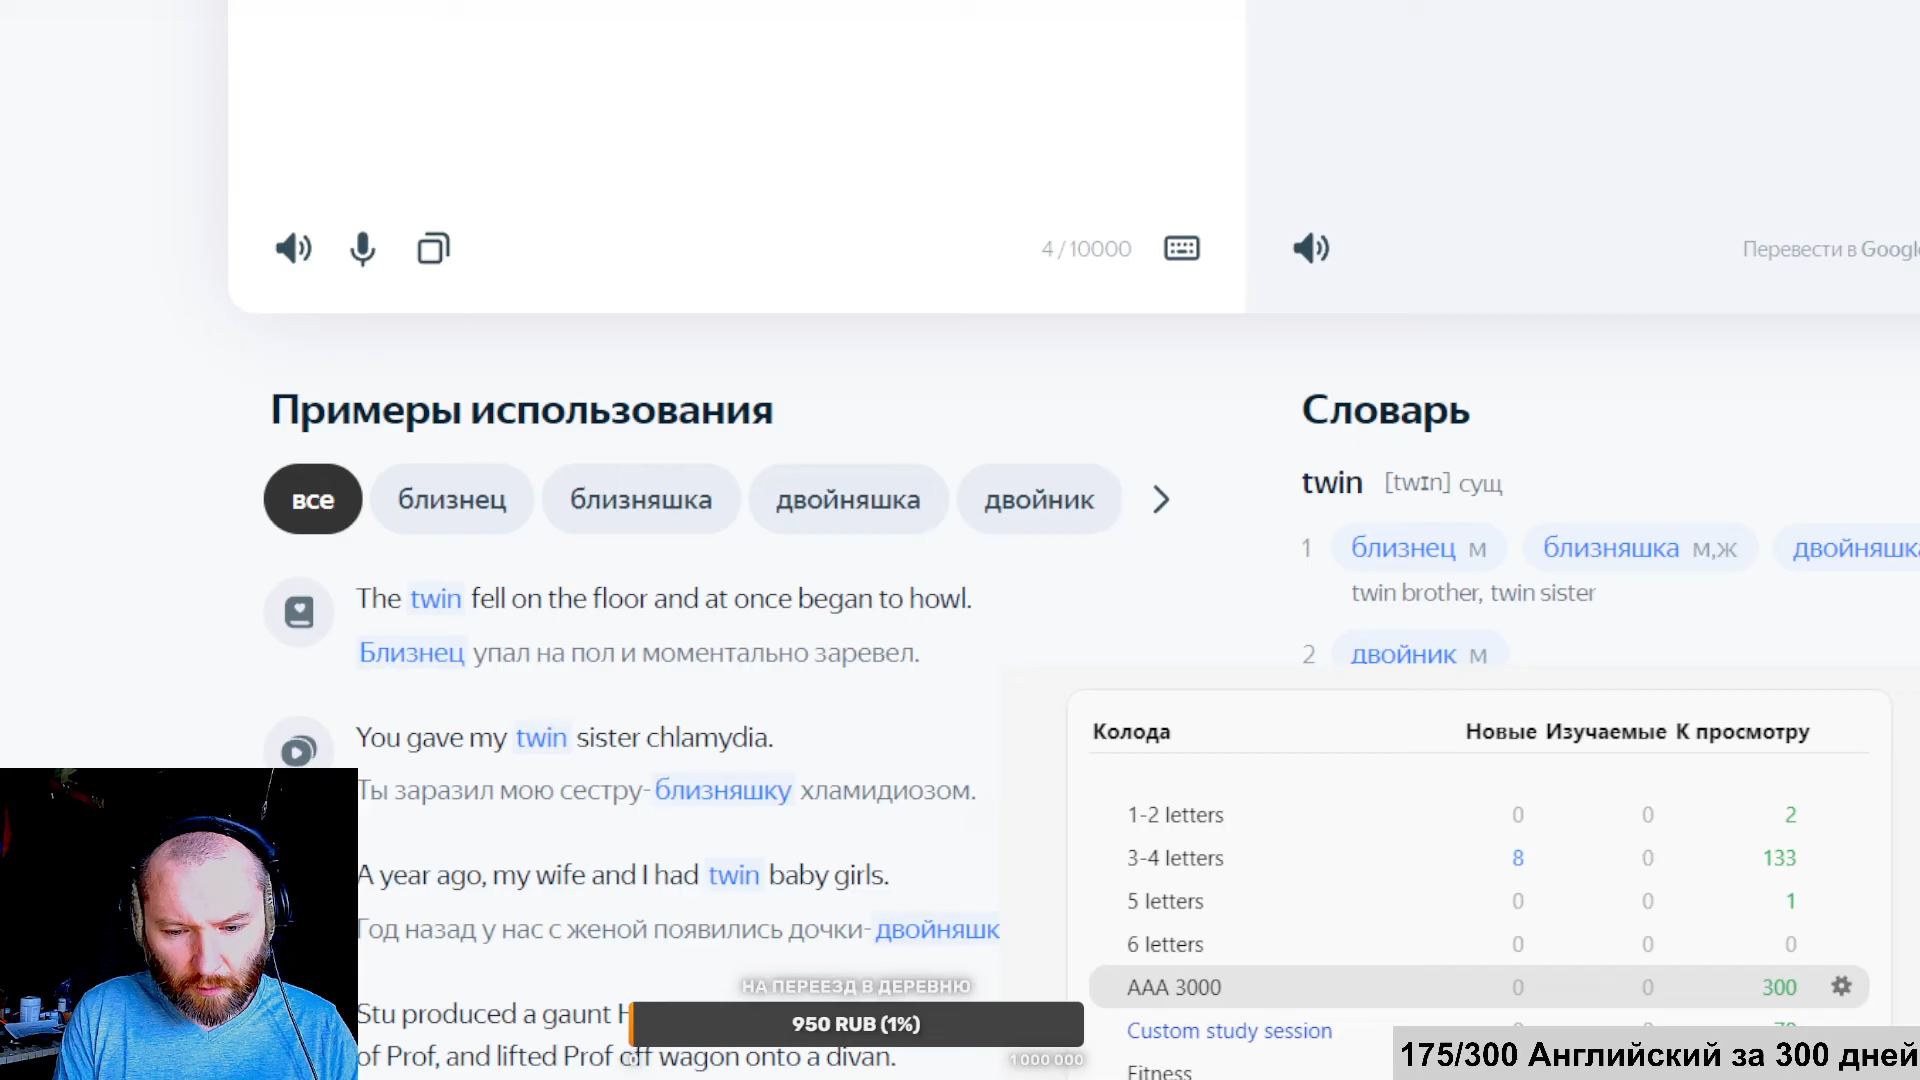 4 / 10000
Перевести в Google
Примеры использования
все
близнец
близняшка
двойняшка
двойник
The twin fell on the floor and at once began to howl.
Близнец упал на пол и моментально заревел.
You gave my twin sister chlamydia.
Ты заразил мою сестру-близняшку хламидиозом.
A year ago, my wife and I had twin baby girls.
Год назад у нас с женой появились дочки-двойняшк
Stu produced a gaunt
of Prof, and lifted Prof off wagon onto a divan.
Словарь
twin [twɪn] сущ
1 близнец м близняшка м,ж двойняшка
twin brother, twin sister
2 двойник м
Колода Новые Изучаемые К просмотру
1-2 letters 0 0 2
3-4 letters 8 0 133
5 letters 0 0 1
6 letters 0 0 0
AAA 3000 0 0 300
Custom study session
Fitness
НА ПЕРЕЕЗД В ДЕРЕВНЮ
950 RUB (1%)
1 000 000
175/300 Английский за 300 дней